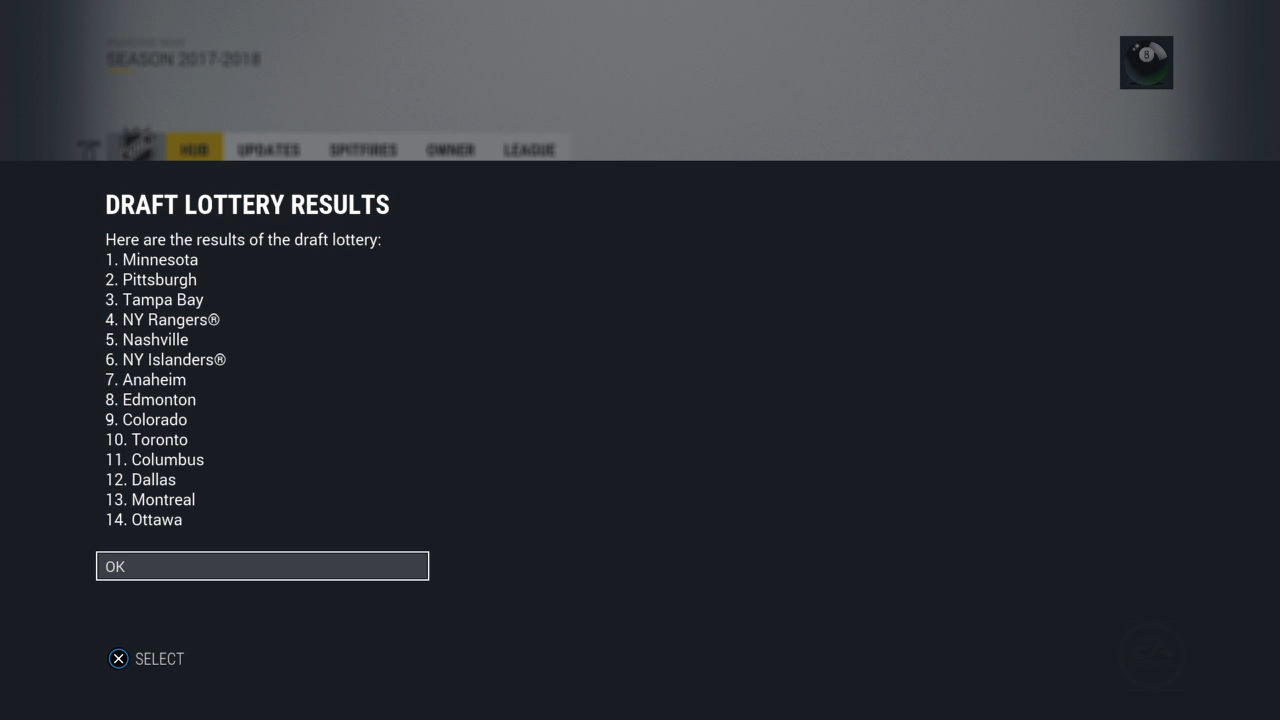 SEASON 2017-2018
8
HUB UPDATES SPITFIRES OWNER LEAGUE
DRAFT LOTTERY RESULTS
Here are the results of the draft lottery:
1. Minnesota
2. Pittsburgh
3. Tampa Bay
4. NY Rangers®
5. Nashville
6. NY Islanders®
7. Anaheim
8. Edmonton
9. Colorado
10. Toronto
11. Columbus
12. Dallas
13. Montreal
14. Ottawa
OK
SELECT